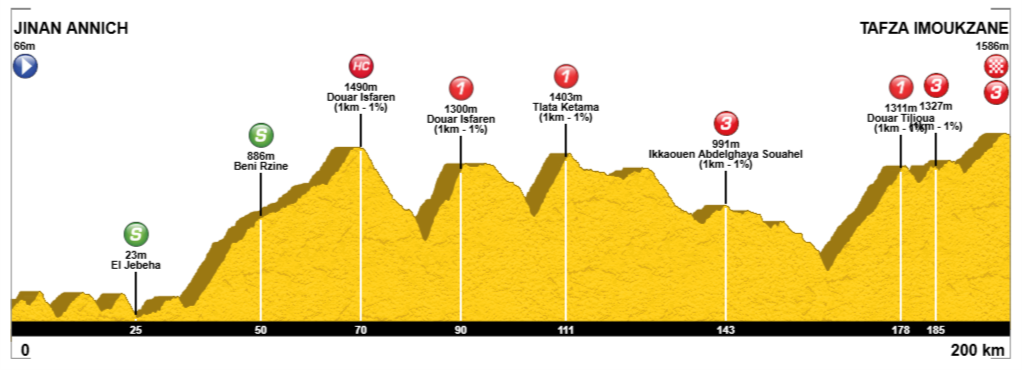 JINAN ANNICH
66m
TAFZA IMOUKZANE
1586m
3
S
23m
El Jebeha
S
886m
Beni Rzine
HC
1490m
Douar Isfaren
(1km - 1%)
1
1300m
Douar Isfaren
(1km - 1%)
1
1403m
Tlata Ketama
(1km - 1%)
3
991m
Ikkaouen Abdelghaya Souahel
(1km - 1%)
1
1311m
Douar Tilioua
(1km - 1%)
3
1327m
(1km - 1%)
25 50 70 90 111 143 178 185
0
200 km